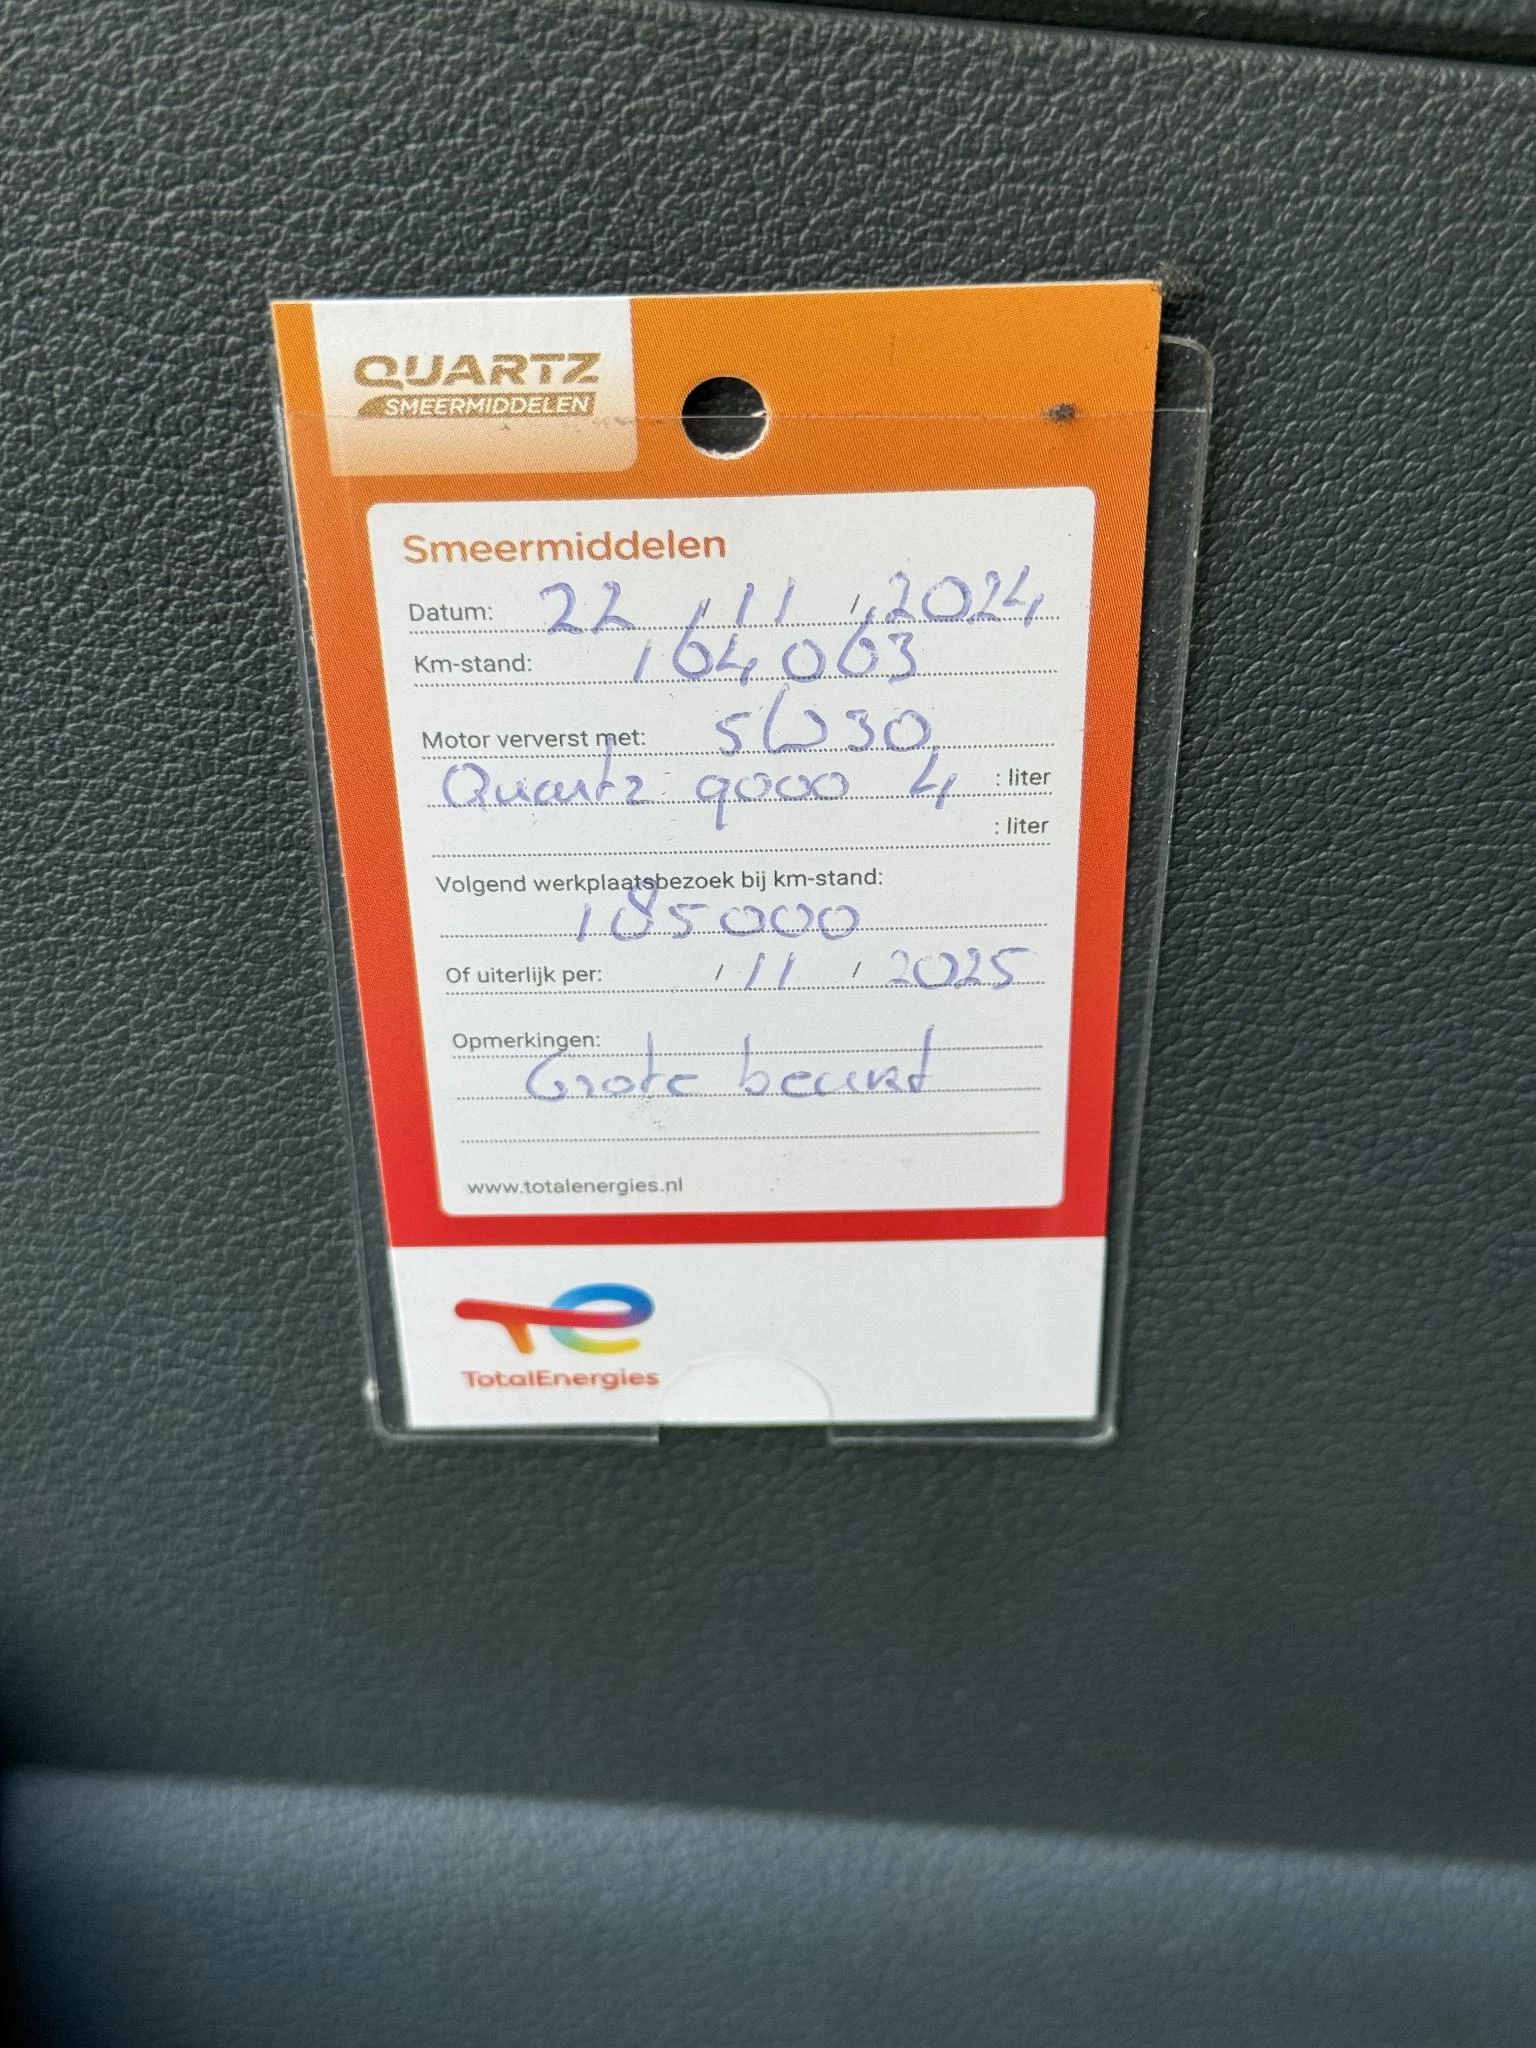 QUARTZ
SMEERMIDDELEN
Smeermiddelen
Datum: 22 / 11 / 2024
Km-stand: 164063
Motor ververst met: 5W30
Quartz 9000 4 : liter
: liter
Volgend werkplaatsbezoek bij km-stand:
185000
Of uiterlijk per: / 11 / 2025
Opmerkingen:
Grote beurt
www.totalenergies.nl
TotalEnergies